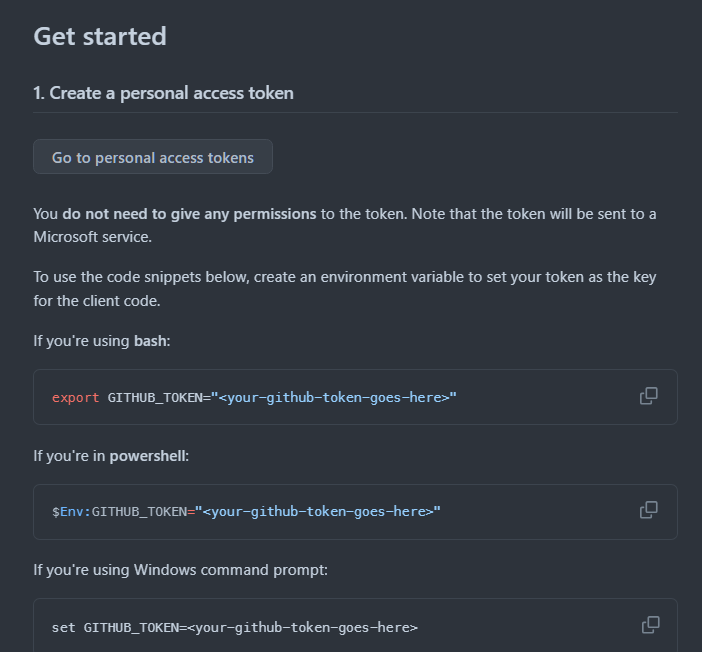 Get started
1. Create a personal access token
Go to personal access tokens
You do not need to give any permissions to the token. Note that the token will be sent to a
Microsoft service.
To use the code snippets below, create an environment variable to set your token as the key
for the client code.
If you're using bash:
export GITHUB_TOKEN="<your-github-token-goes-here>"
If you're in powershell:
$Env:GITHUB_TOKEN="<your-github-token-goes-here>"
If you're using Windows command prompt:
set GITHUB_TOKEN=<your-github-token-goes-here>